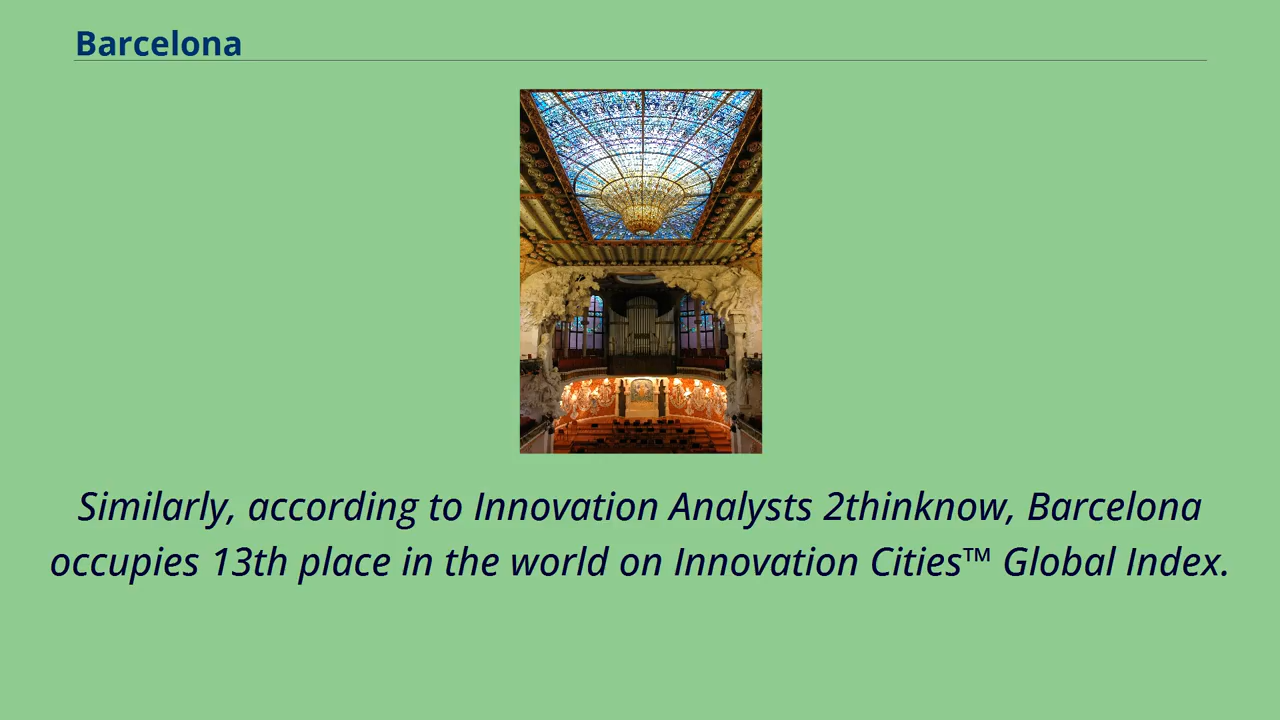 Barcelona
Similarly, according to Innovation Analysts 2thinknow, Barcelona
occupies 13th place in the world on Innovation Cities™ Global Index.